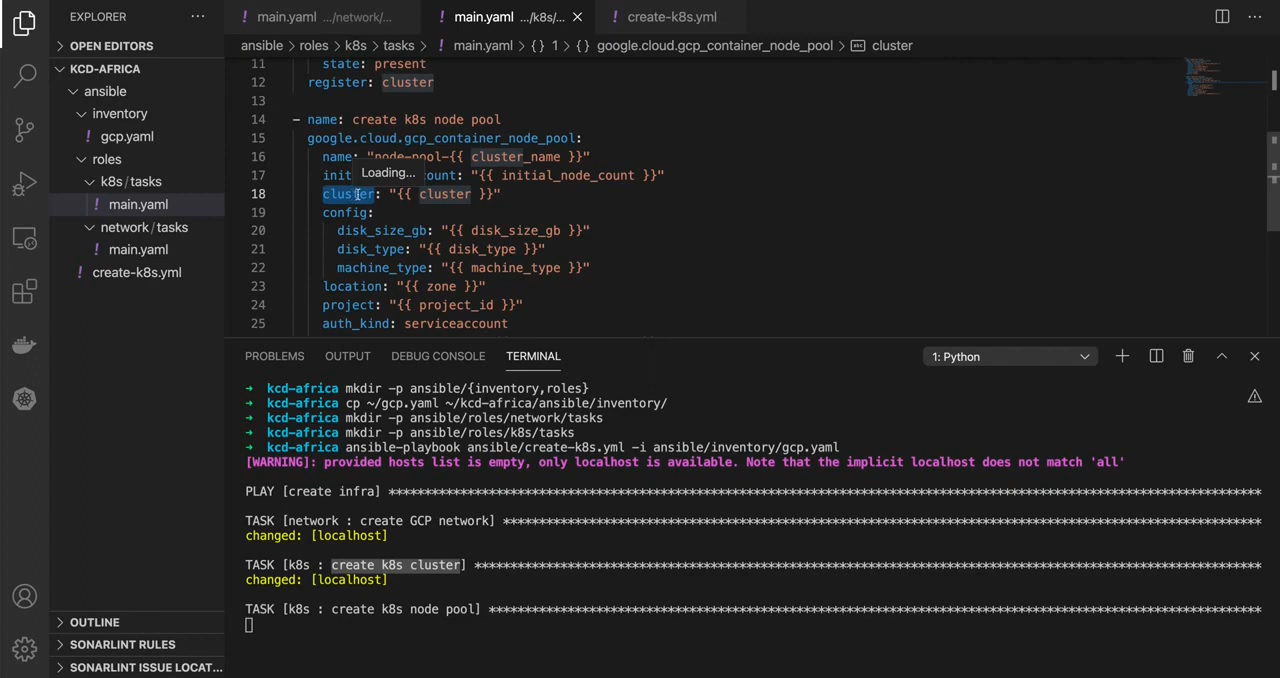 EXPLORER
OPEN EDITORS
KCD-AFRICA
ansible
inventory
gcp.yaml
roles
k8s / tasks
main.yaml
network / tasks
main.yaml
create-k8s.yml
OUTLINE
SONARLINT RULES
SONARLINT ISSUE LOCAT...
main.yaml .../network/...
main.yaml .../k8s/...
create-k8s.yml
ansible > roles > k8s > tasks > main.yaml > {} 1 > {} google.cloud.gcp_container_node_pool > abc cluster
11 state: present
12 register: cluster
13
14 - name: create k8s node pool
15 google.cloud.gcp_container_node_pool:
16 name: "node-pool-{{ cluster_name }}"
Loading...
17 init count: "{{ initial_node_count }}"
18 cluster: "{{ cluster }}"
19 config:
20 disk_size_gb: "{{ disk_size_gb }}"
21 disk_type: "{{ disk_type }}"
22 machine_type: "{{ machine_type }}"
23 location: "{{ zone }}"
24 project: "{{ project_id }}"
25 auth_kind: serviceaccount
PROBLEMS OUTPUT DEBUG CONSOLE TERMINAL 1: Python
➜ kcd-africa mkdir -p ansible/{inventory,roles}
➜ kcd-africa cp ~/gcp.yaml ~/kcd-africa/ansible/inventory/
➜ kcd-africa mkdir -p ansible/roles/network/tasks
➜ kcd-africa mkdir -p ansible/roles/k8s/tasks
➜ kcd-africa ansible-playbook ansible/create-k8s.yml -i ansible/inventory/gcp.yaml
[WARNING]: provided hosts list is empty, only localhost is available. Note that the implicit localhost does not match 'all'
PLAY [create infra] ***********************************************************************************************************************
TASK [network : create GCP network] *******************************************************************************************************
changed: [localhost]
TASK [k8s : create k8s cluster] ***********************************************************************************************************
changed: [localhost]
TASK [k8s : create k8s node pool] *********************************************************************************************************